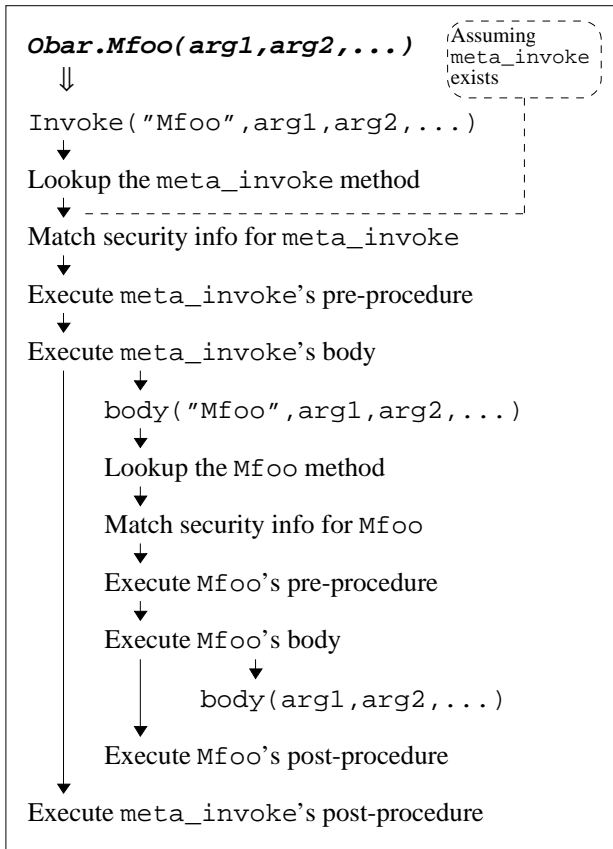 Obar.Mfoo(arg1,arg2,...)
Assuming
meta_invoke
exists
⇓
Invoke("Mfoo",arg1,arg2,...)
Lookup the meta_invoke method
Match security info for meta_invoke
Execute meta_invoke's pre-procedure
Execute meta_invoke's body
body("Mfoo",arg1,arg2,...)
Lookup the Mfoo method
Match security info for Mfoo
Execute Mfoo's pre-procedure
Execute Mfoo's body
body(arg1,arg2,...)
Execute Mfoo's post-procedure
Execute meta_invoke's post-procedure